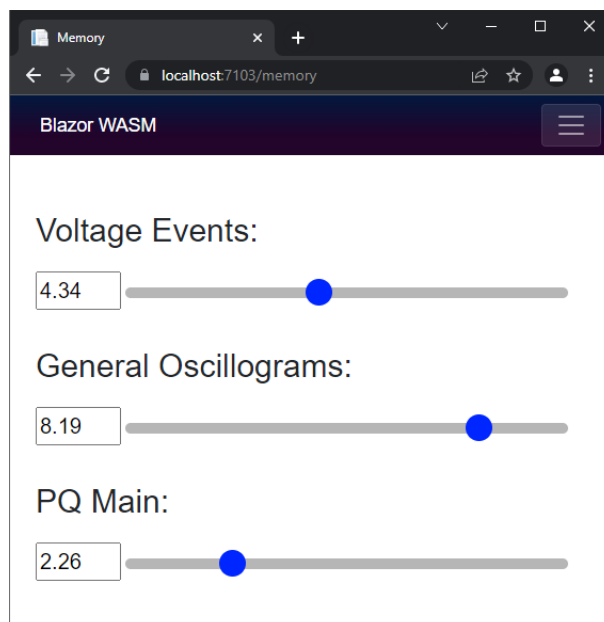 Memory
localhost:7103/memory
Blazor WASM
Voltage Events:
4.34
General Oscillograms:
8.19
PQ Main:
2.26